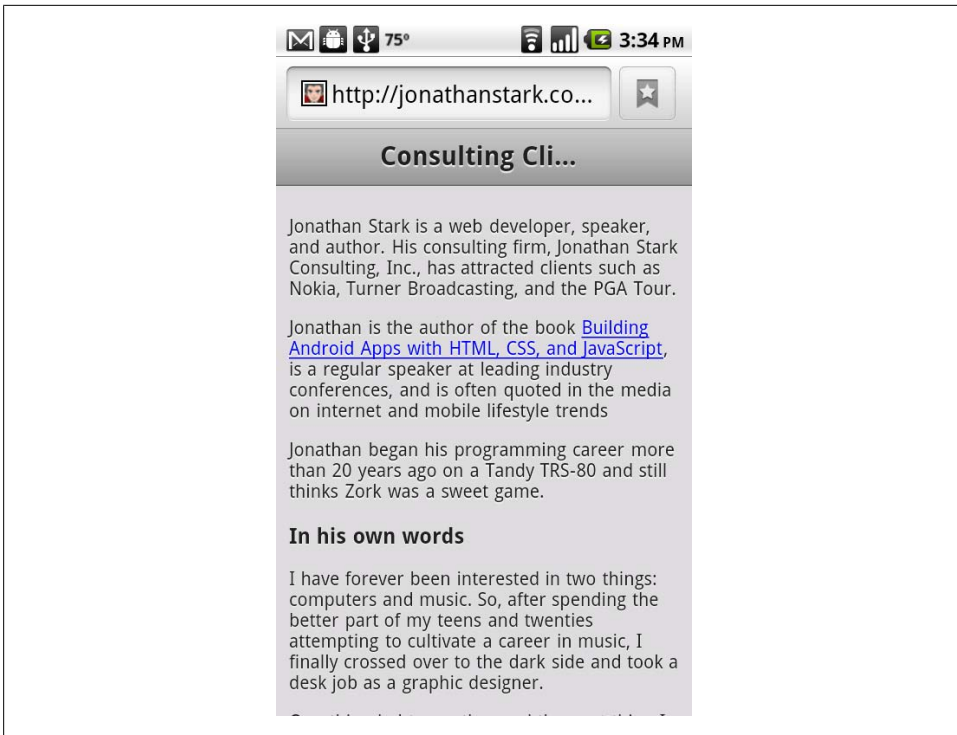 75°
3:34 PM
http://jonathanstark.co...
Consulting Cli...
Jonathan Stark is a web developer, speaker,
and author. His consulting firm, Jonathan Stark
Consulting, Inc., has attracted clients such as
Nokia, Turner Broadcasting, and the PGA Tour.
Jonathan is the author of the book Building
Android Apps with HTML, CSS, and JavaScript,
is a regular speaker at leading industry
conferences, and is often quoted in the media
on internet and mobile lifestyle trends
Jonathan began his programming career more
than 20 years ago on a Tandy TRS-80 and still
thinks Zork was a sweet game.
In his own words
I have forever been interested in two things:
computers and music. So, after spending the
better part of my teens and twenties
attempting to cultivate a career in music, I
finally crossed over to the dark side and took a
desk job as a graphic designer.